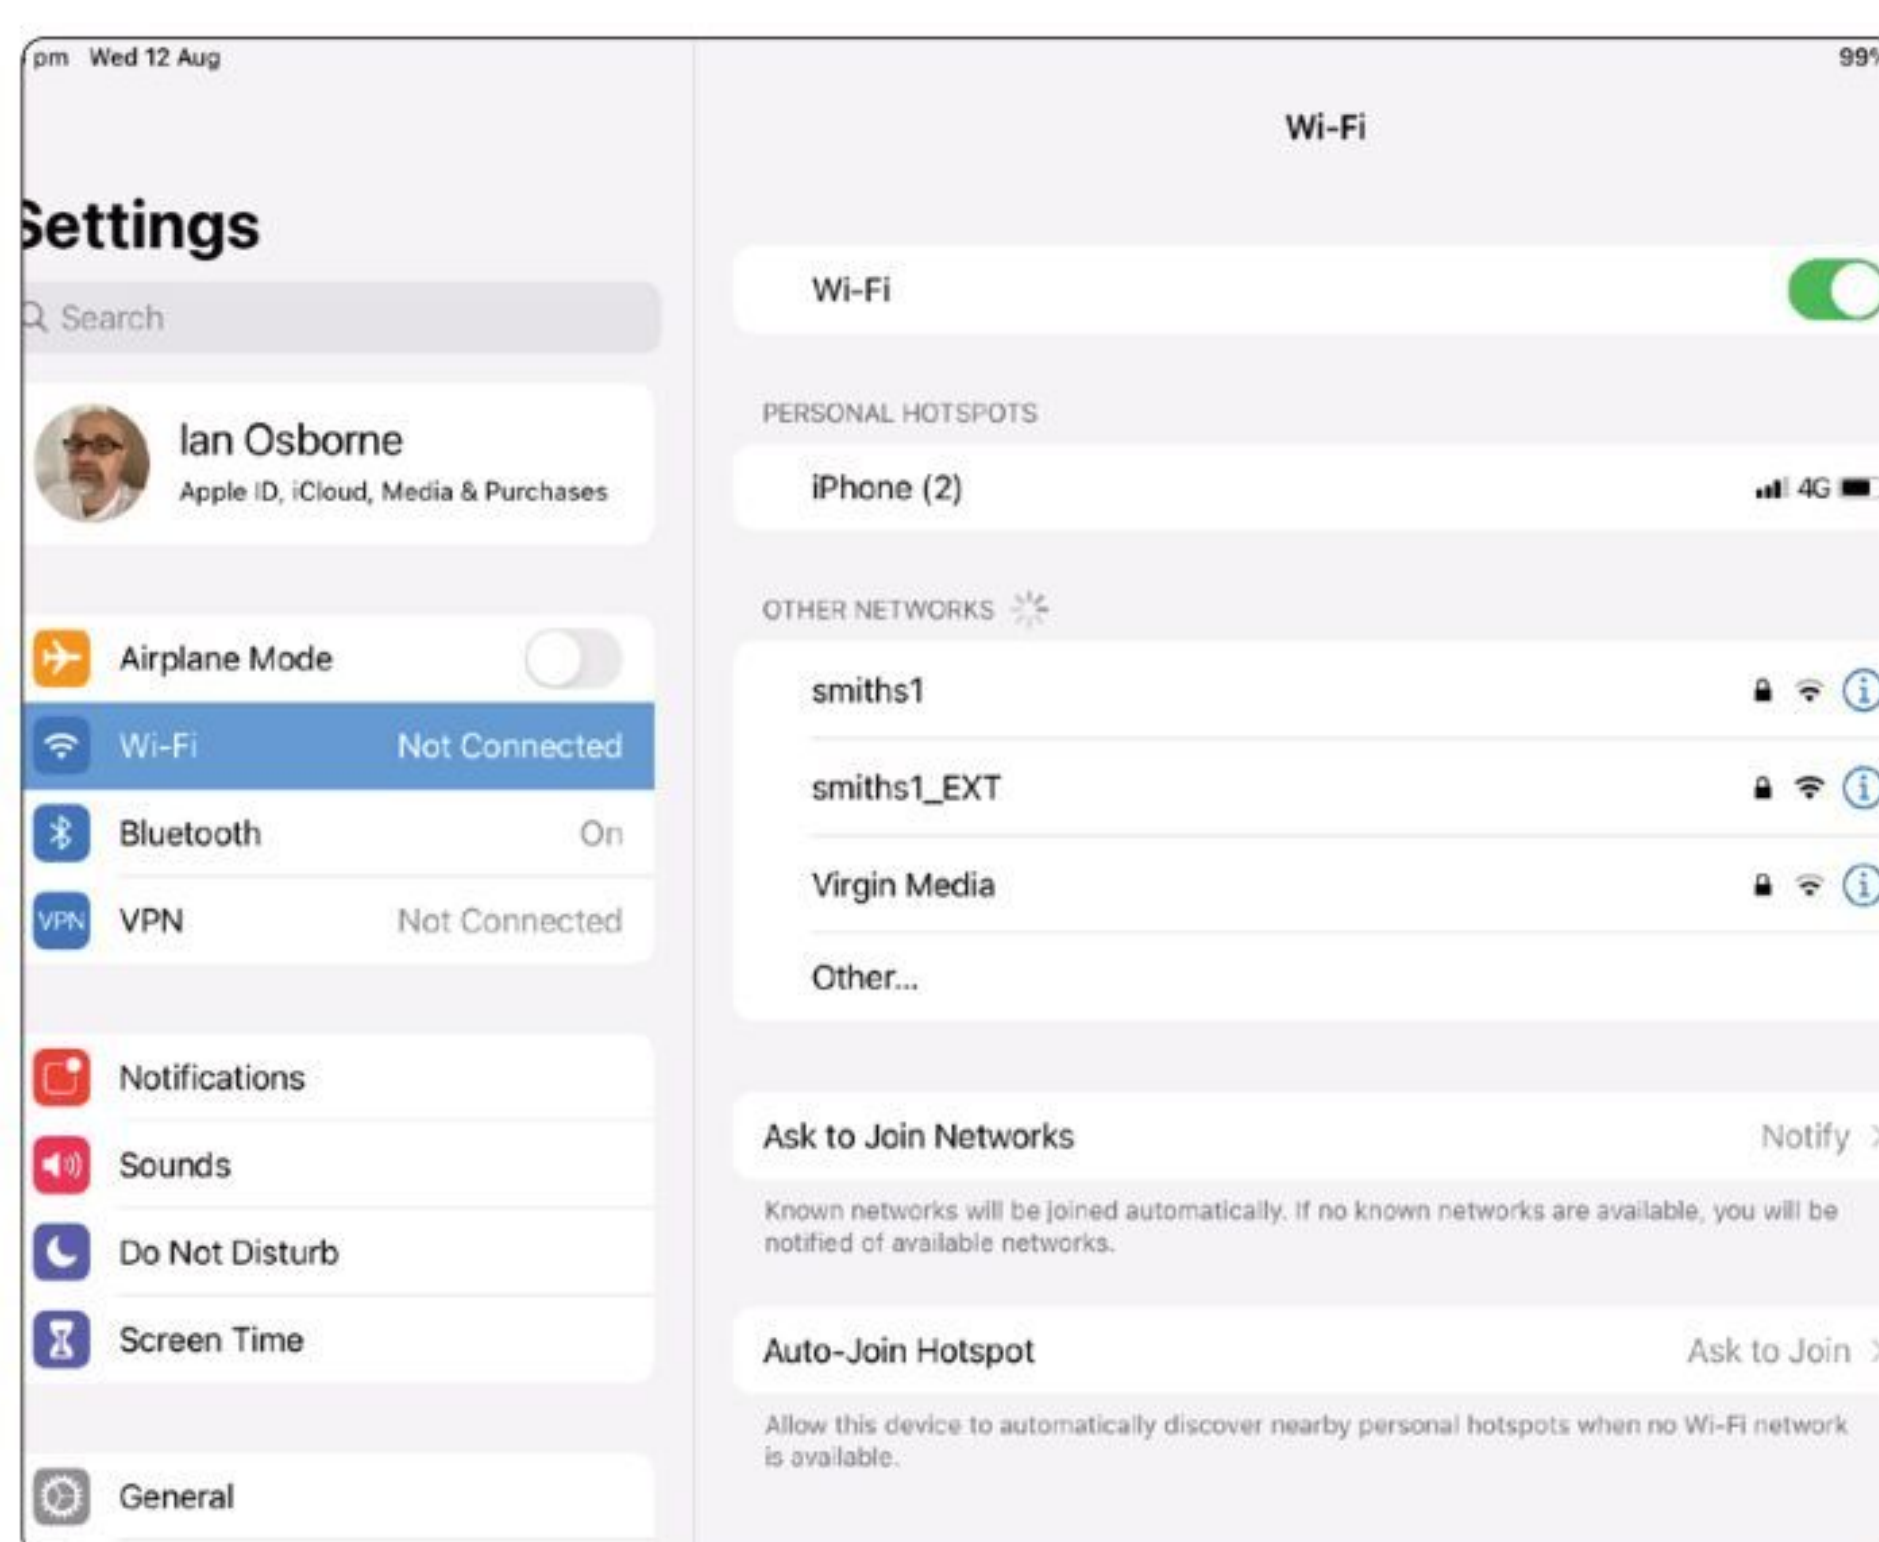 pm Wed 12 Aug
99%
Settings
Search
Ian Osborne
Apple ID, iCloud, Media & Purchases
Airplane Mode
Wi-Fi Not Connected
Bluetooth On
VPN VPN Not Connected
Notifications
Sounds
Do Not Disturb
Screen Time
General
Wi-Fi
Wi-Fi
PERSONAL HOTSPOTS
iPhone (2) 4G
OTHER NETWORKS
smiths1
smiths1_EXT
Virgin Media
Other...
Ask to Join Networks Notify
Known networks will be joined automatically. If no known networks are available, you will be
notified of available networks.
Auto-Join Hotspot Ask to Join
Allow this device to automatically discover nearby personal hotspots when no Wi-Fi network
is available.